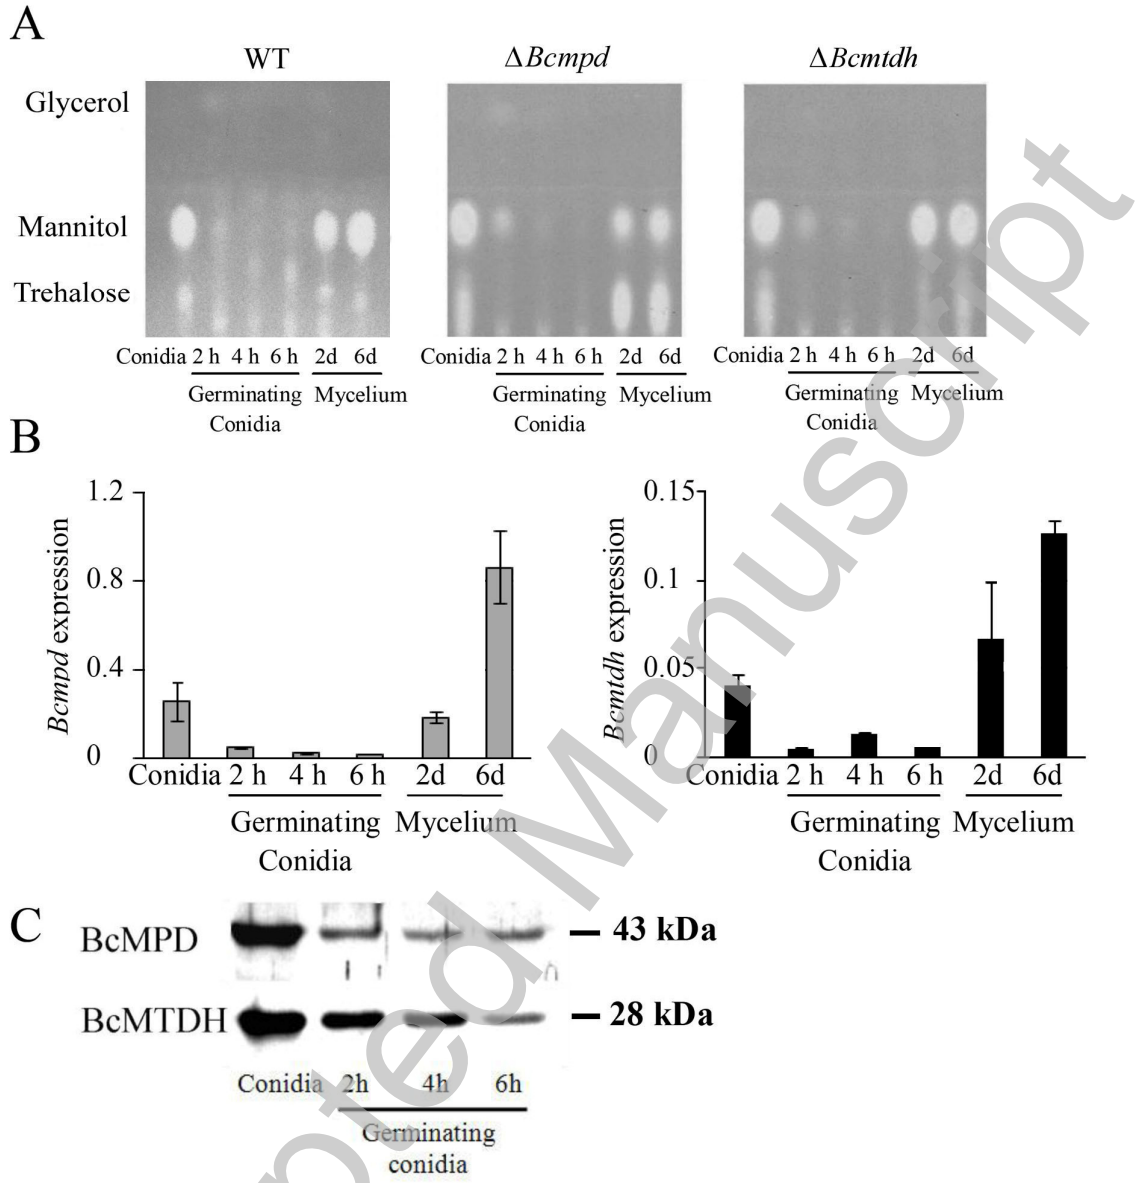 A
WT
ΔBcmpd
ΔBcmtdh
Glycerol
Mannitol
Trehalose
Conidia 2 h 4 h 6 h 2d 6d
Germinating Mycelium
Conidia
Conidia 2 h 4 h 6 h 2d 6d
Germinating Mycelium
Conidia
Conidia 2 h 4 h 6 h 2d 6d
Germinating Mycelium
Conidia
B
Bcmpd expression
1.2
0.8
0.4
0
Conidia 2 h 4 h 6 h 2d 6d
Germinating Mycelium
Conidia
Bcmtdh expression
0.15
0.1
0.05
0
Conidia 2 h 4 h 6 h 2d 6d
Germinating Mycelium
Conidia
C
BcMPD
43 kDa
BcMTDH
28 kDa
Conidia 2h 4h 6h
Germinating
conidia
pted Manuscript